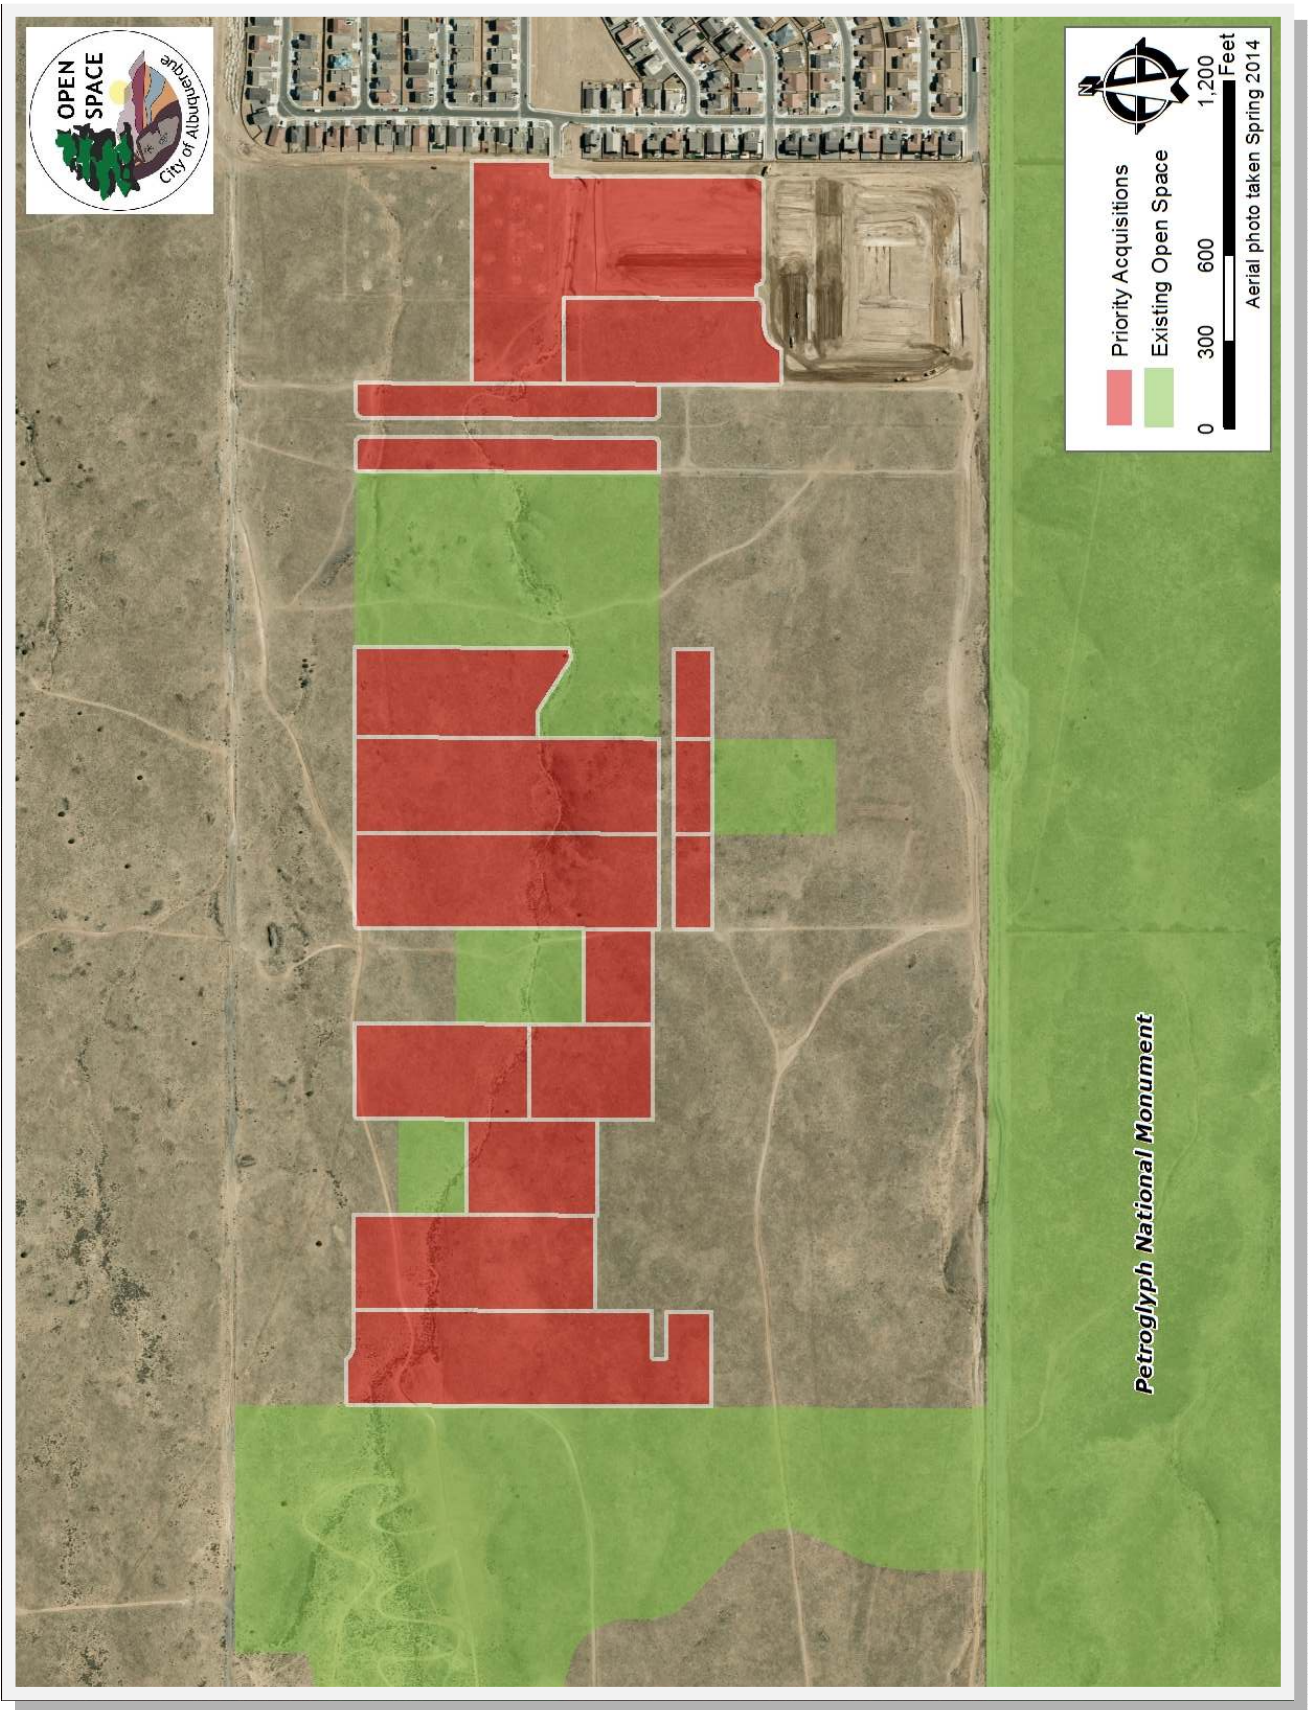 OPEN
SPACE
City of Albuquerque
Petroglyph National Monument
N
Priority Acquisitions
Existing Open Space
0 300 600 1,200
Feet
Aerial photo taken Spring 2014